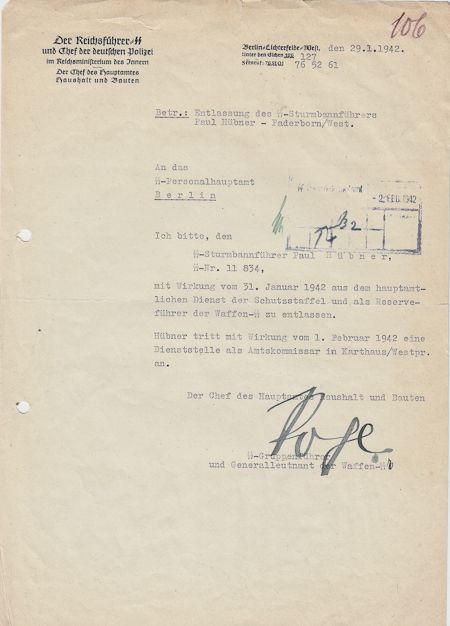 106
Der Reichsführer-SS
und Chef der deutschen Polizei
im Reichsministerium des Innern
Der Chef des Hauptamtes
Haushalt und Bauten
Berlin-Lichterfelde-West, den 29.1.1942.
Unter den Eichen 127
76 52 61
Betr.: Entlassung des SS-Sturmbannführers
Paul Hübner - Paderborn/West.
An das
SS-Personalhauptamt
Berlin
- 2. FEB. 1942
Ich bitte, den
SS-Sturmbannführer Paul Hübner,
SS-Nr. 11 834,
mit Wirkung vom 31. Januar 1942 aus dem hauptamt-
lichen Dienst der Schutzstaffel und als Reserve-
führer der Waffen-SS zu entlassen.
Hübner tritt mit Wirkung vom 1. Februar 1942 eine
Dienststelle als Amtskommissar in Karthaus/Westpr.
an.
Der Chef des Hauptamtes Haushalt und Bauten
SS-Gruppenführer
und Generalleutnant der Waffen-SS